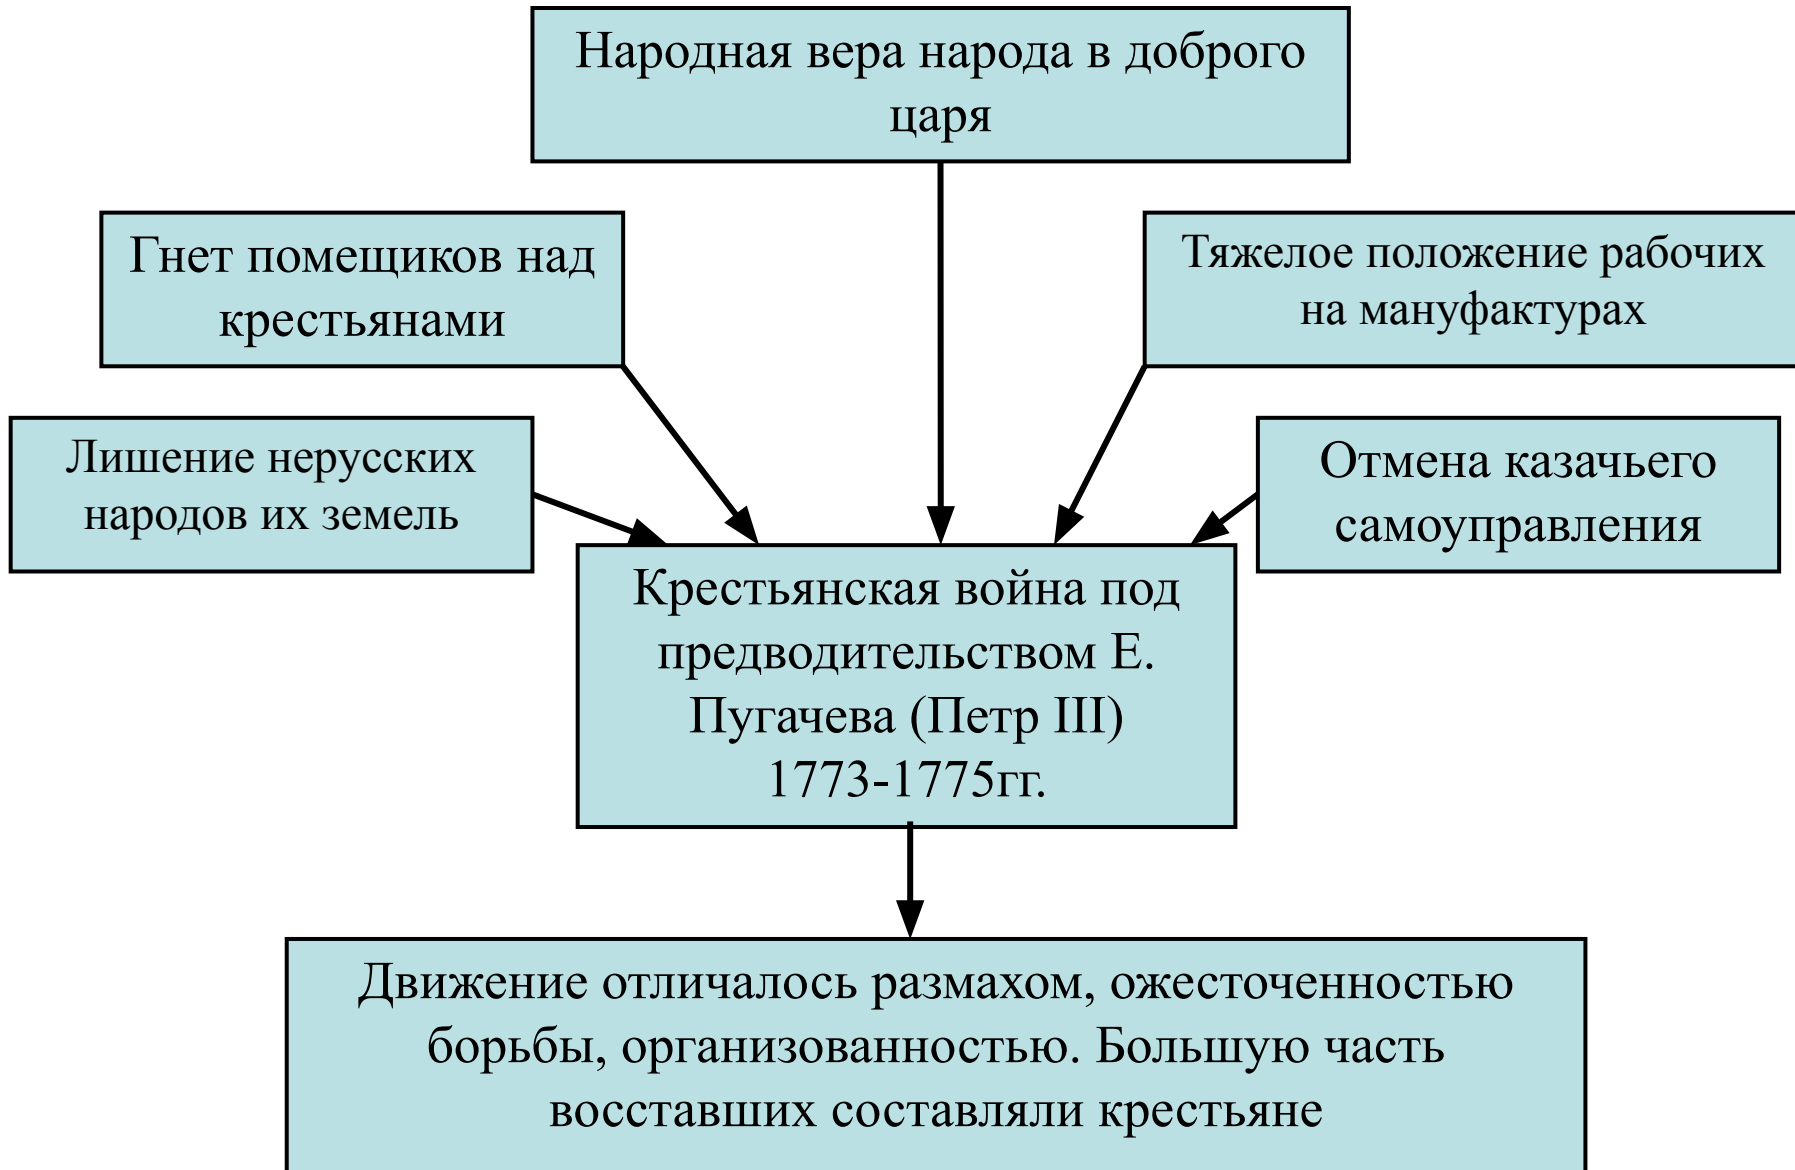 Народная вера народа в доброго
царя
Гнет помещиков над
крестьянами
Тяжелое положение рабочих
на мануфактурах
Лишение нерусских
народов их земель
Отмена казачьего
самоуправления
Крестьянская война под
предводительством Е.
Пугачева (Петр III)
1773-1775гг.
Движение отличалось размахом, ожесточенностью
борьбы, организованностью. Большую часть
восставших составляли крестьяне